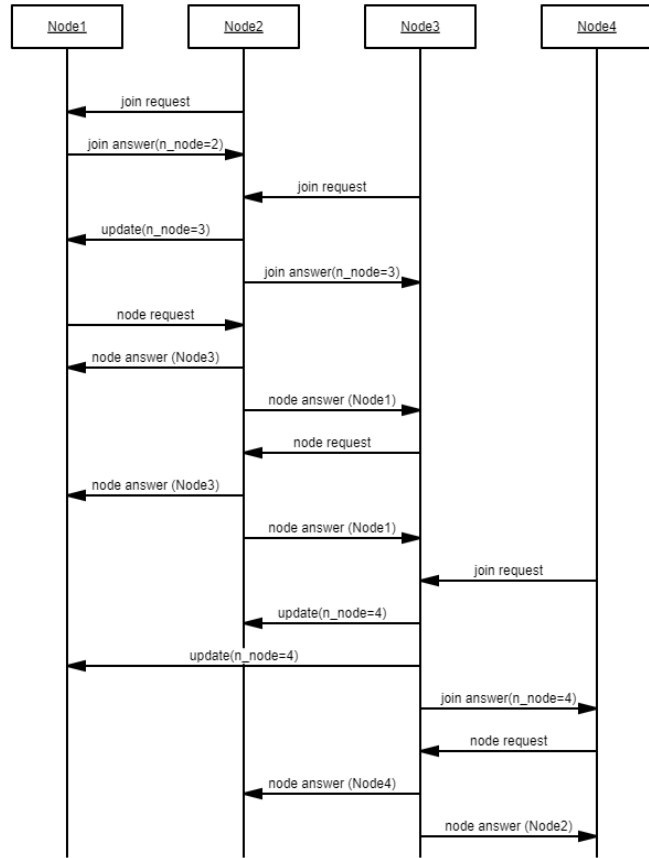 Node1
Node2
Node3
Node4
join request
join answer(n_node=2)
join request
update(n_node=3)
join answer(n_node=3)
node request
node answer (Node3)
node answer (Node1)
node request
node answer (Node3)
node answer (Node1)
join request
update(n_node=4)
update(n_node=4)
join answer(n_node=4)
node request
node answer (Node4)
node answer (Node2)